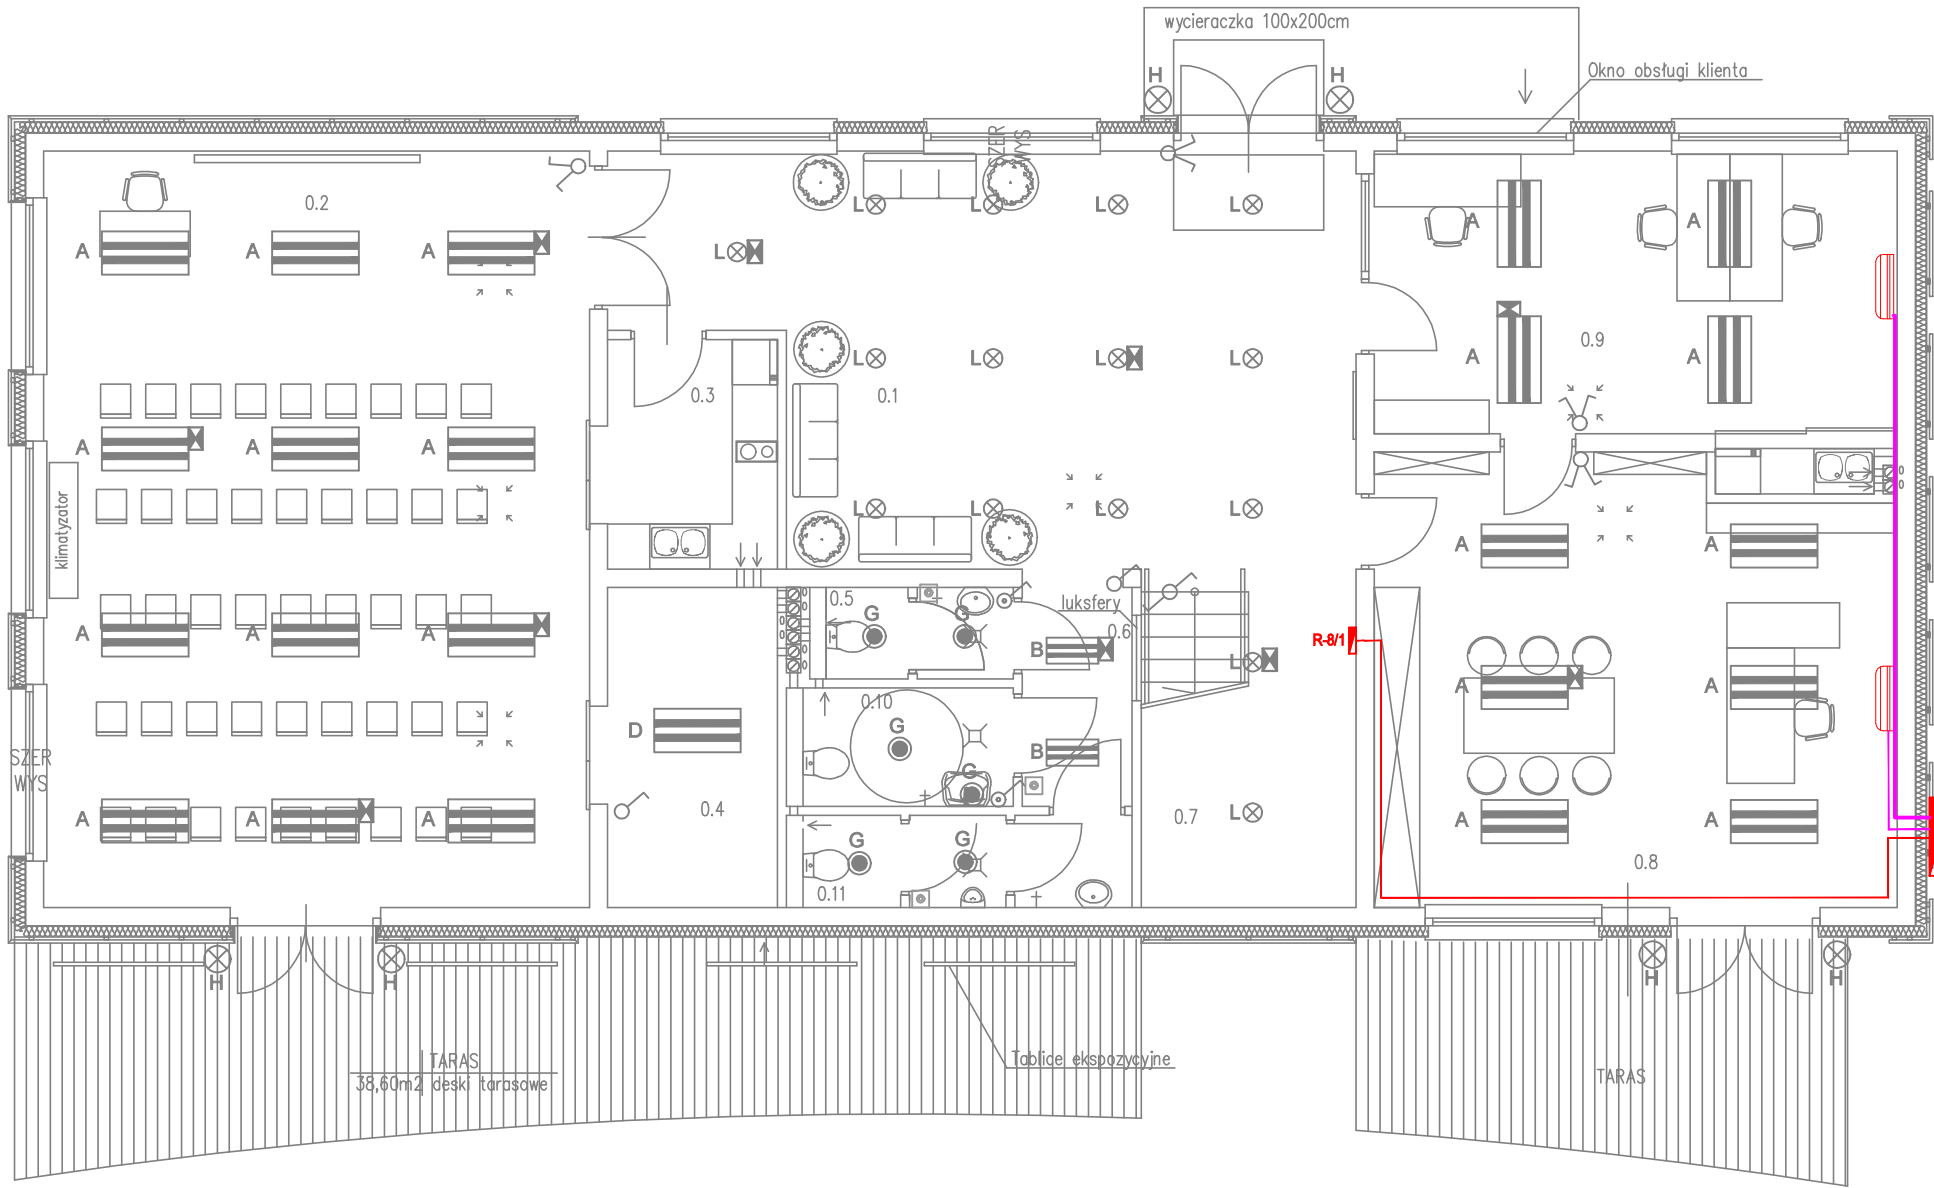 wycieraczka 100x200cm
Okno obsługi klienta
H
H
SZER
WYS
0.2
L
L
L
L
A
A
A
L
A
A
0.9
L
L
L
L
A
A
0.3
0.1
A
A
A
klimatyzator
L
L
L
L
A
A
0.5
G
G
luksfery
0.6
A
A
A
B
L
R-8/1
A
A
0.10
G
D
B
SZER
WYS
G
0.4
0.7
L
A
A
A
A
A
G
G
0.8
0.11
H
H
H
H
TARAS
38,60m2 deski tarasowe
Tablice ekspozycyjne
TARAS